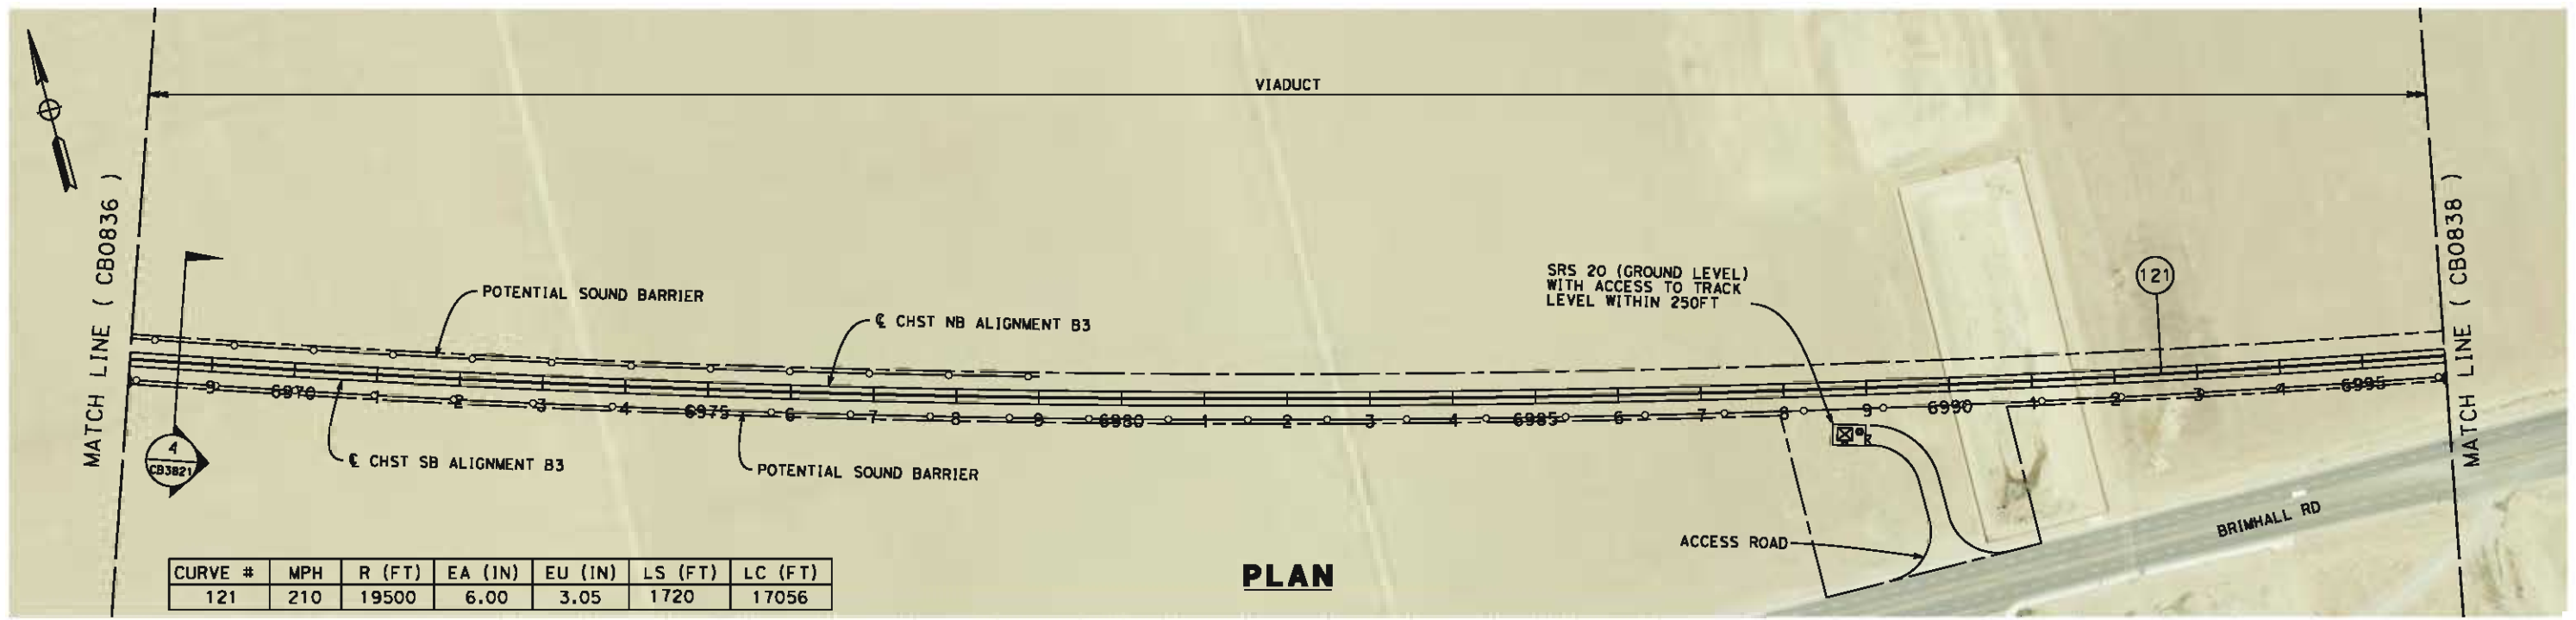 VIADUCT
MATCH LINE ( CB0836 )
MATCH LINE ( CB0838 )
POTENTIAL SOUND BARRIER
℄ CHST NB ALIGNMENT B3
SRS 20 (GROUND LEVEL)
WITH ACCESS TO TRACK
LEVEL WITHIN 250FT
121
9 6970 1 2 3 4 6975 6 7 8 9 6980 1 2 3 4 6985 6 7 8 9 6990 1 2 3 4 6995
4
CB3821
℄ CHST SB ALIGNMENT B3
POTENTIAL SOUND BARRIER
ACCESS ROAD
BRIMHALL RD
CURVE # MPH R (FT) EA (IN) EU (IN) LS (FT) LC (FT)
121 210 19500 6.00 3.05 1720 17056
PLAN